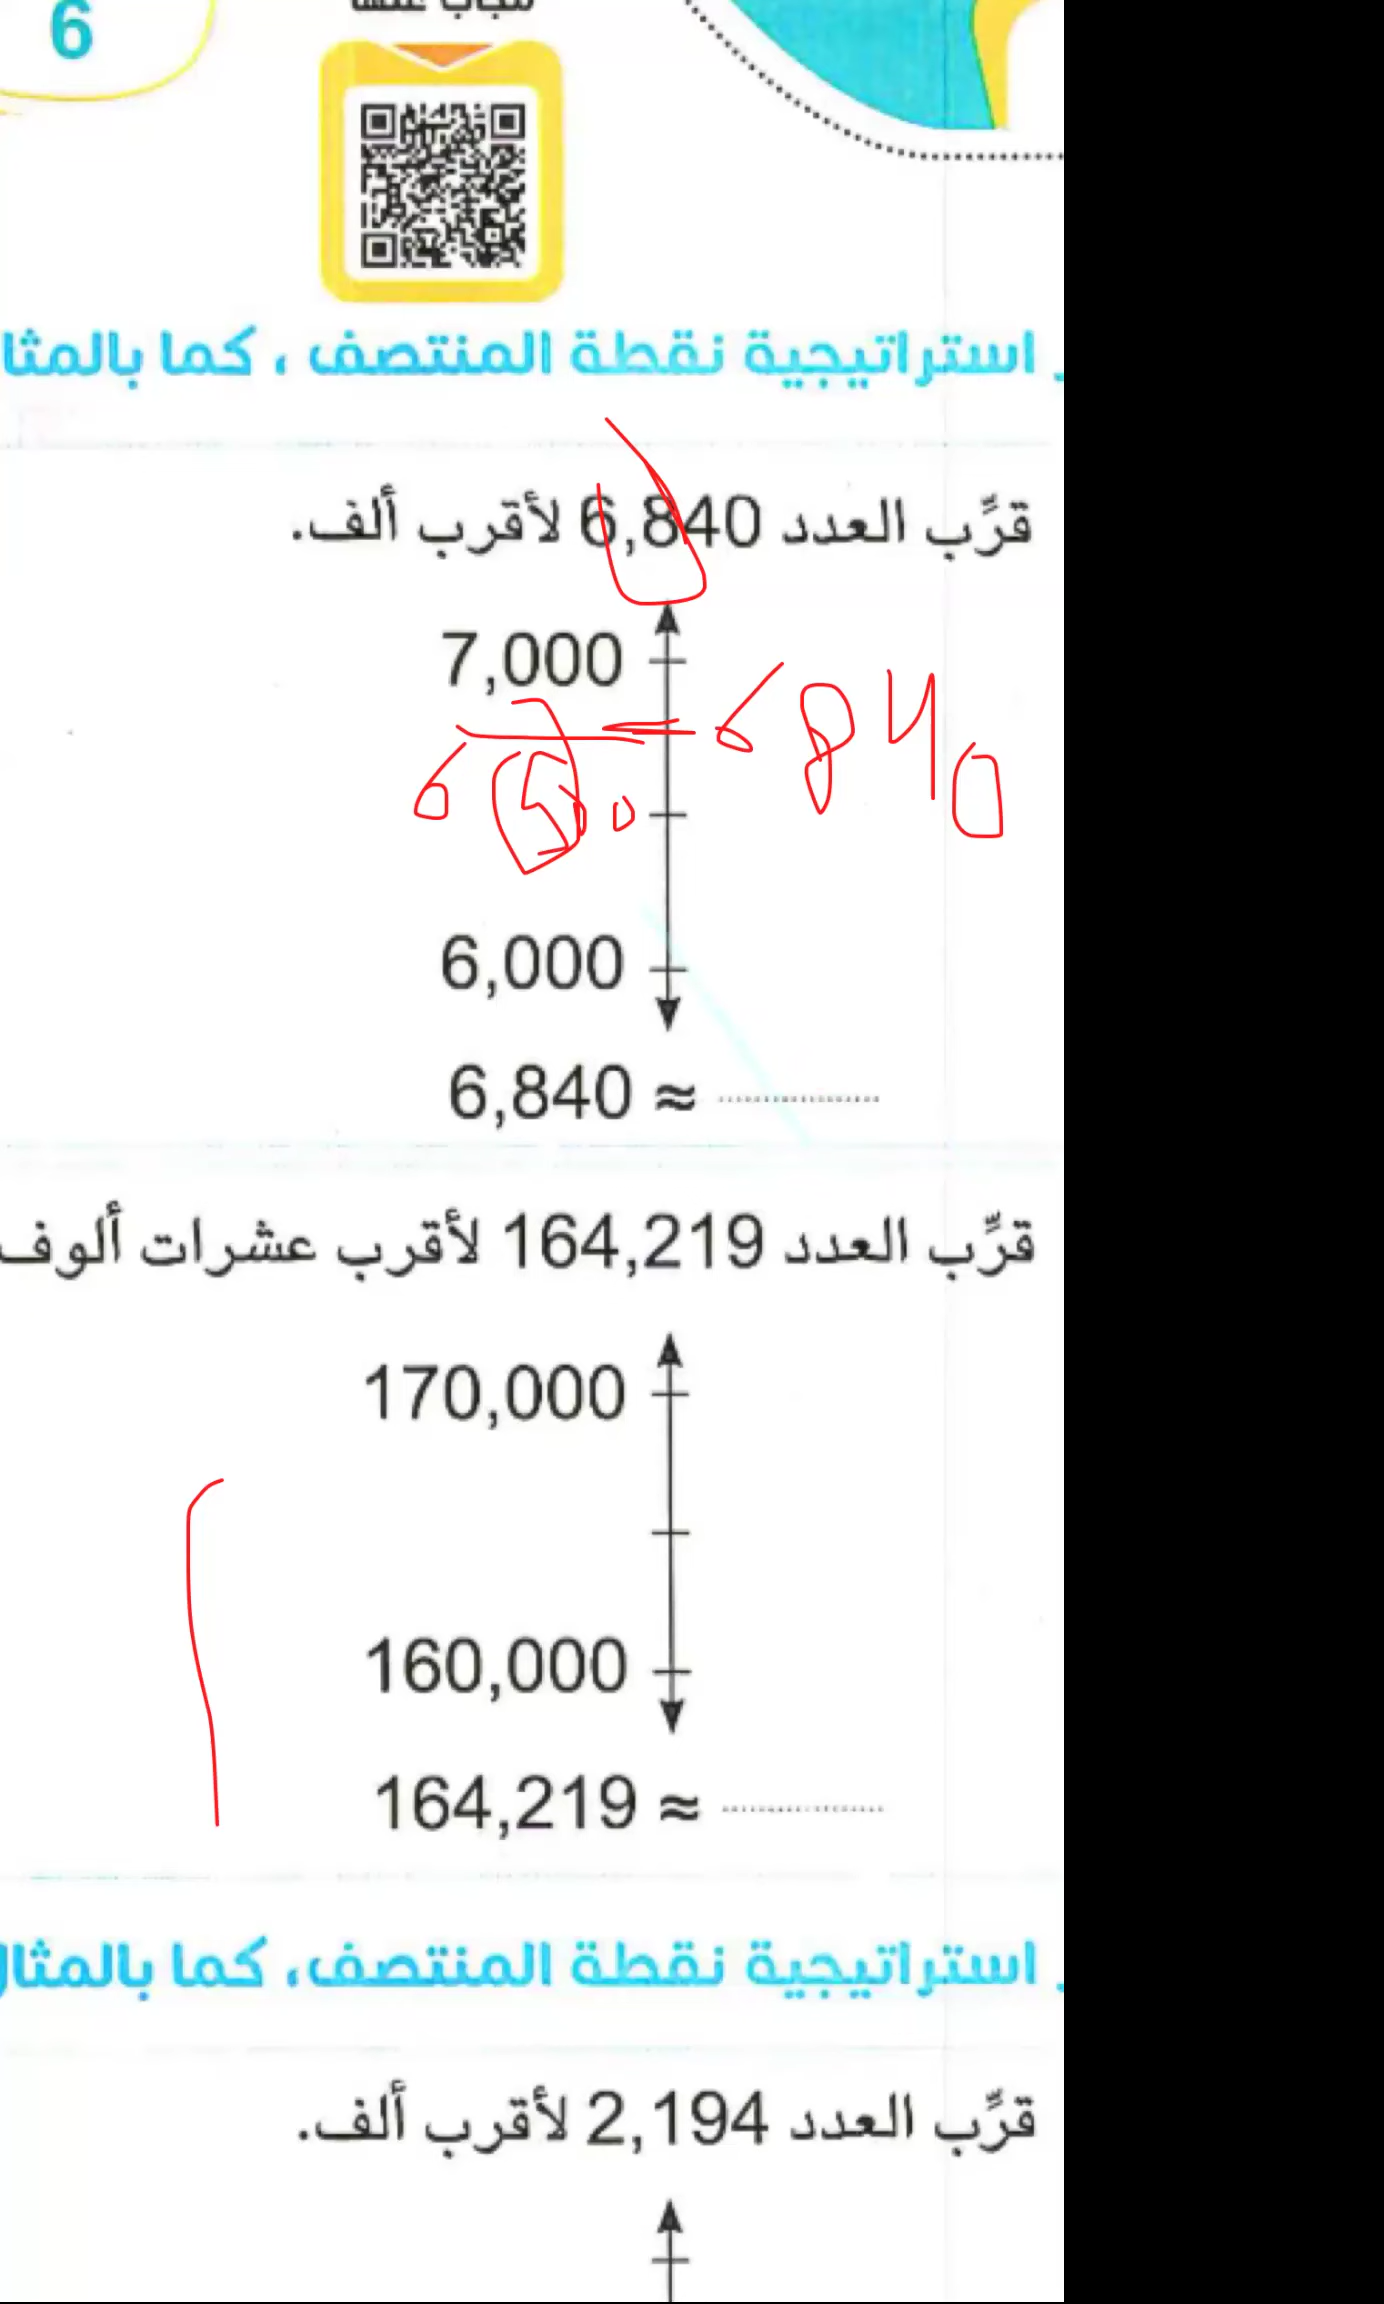 6
استراتيجية نقطة المنتصف ، كما بالمثا
قرِّب العدد 6,840 لأقرب ألف.
7,000
6840
6500
6,000
6,840 ≈ ....................
قرِّب العدد 164,219 لأقرب عشرات ألوف
170,000
160,000
164,219 ≈ ....................
استراتيجية نقطة المنتصف، كما بالمثال
قرِّب العدد 2,194 لأقرب ألف.